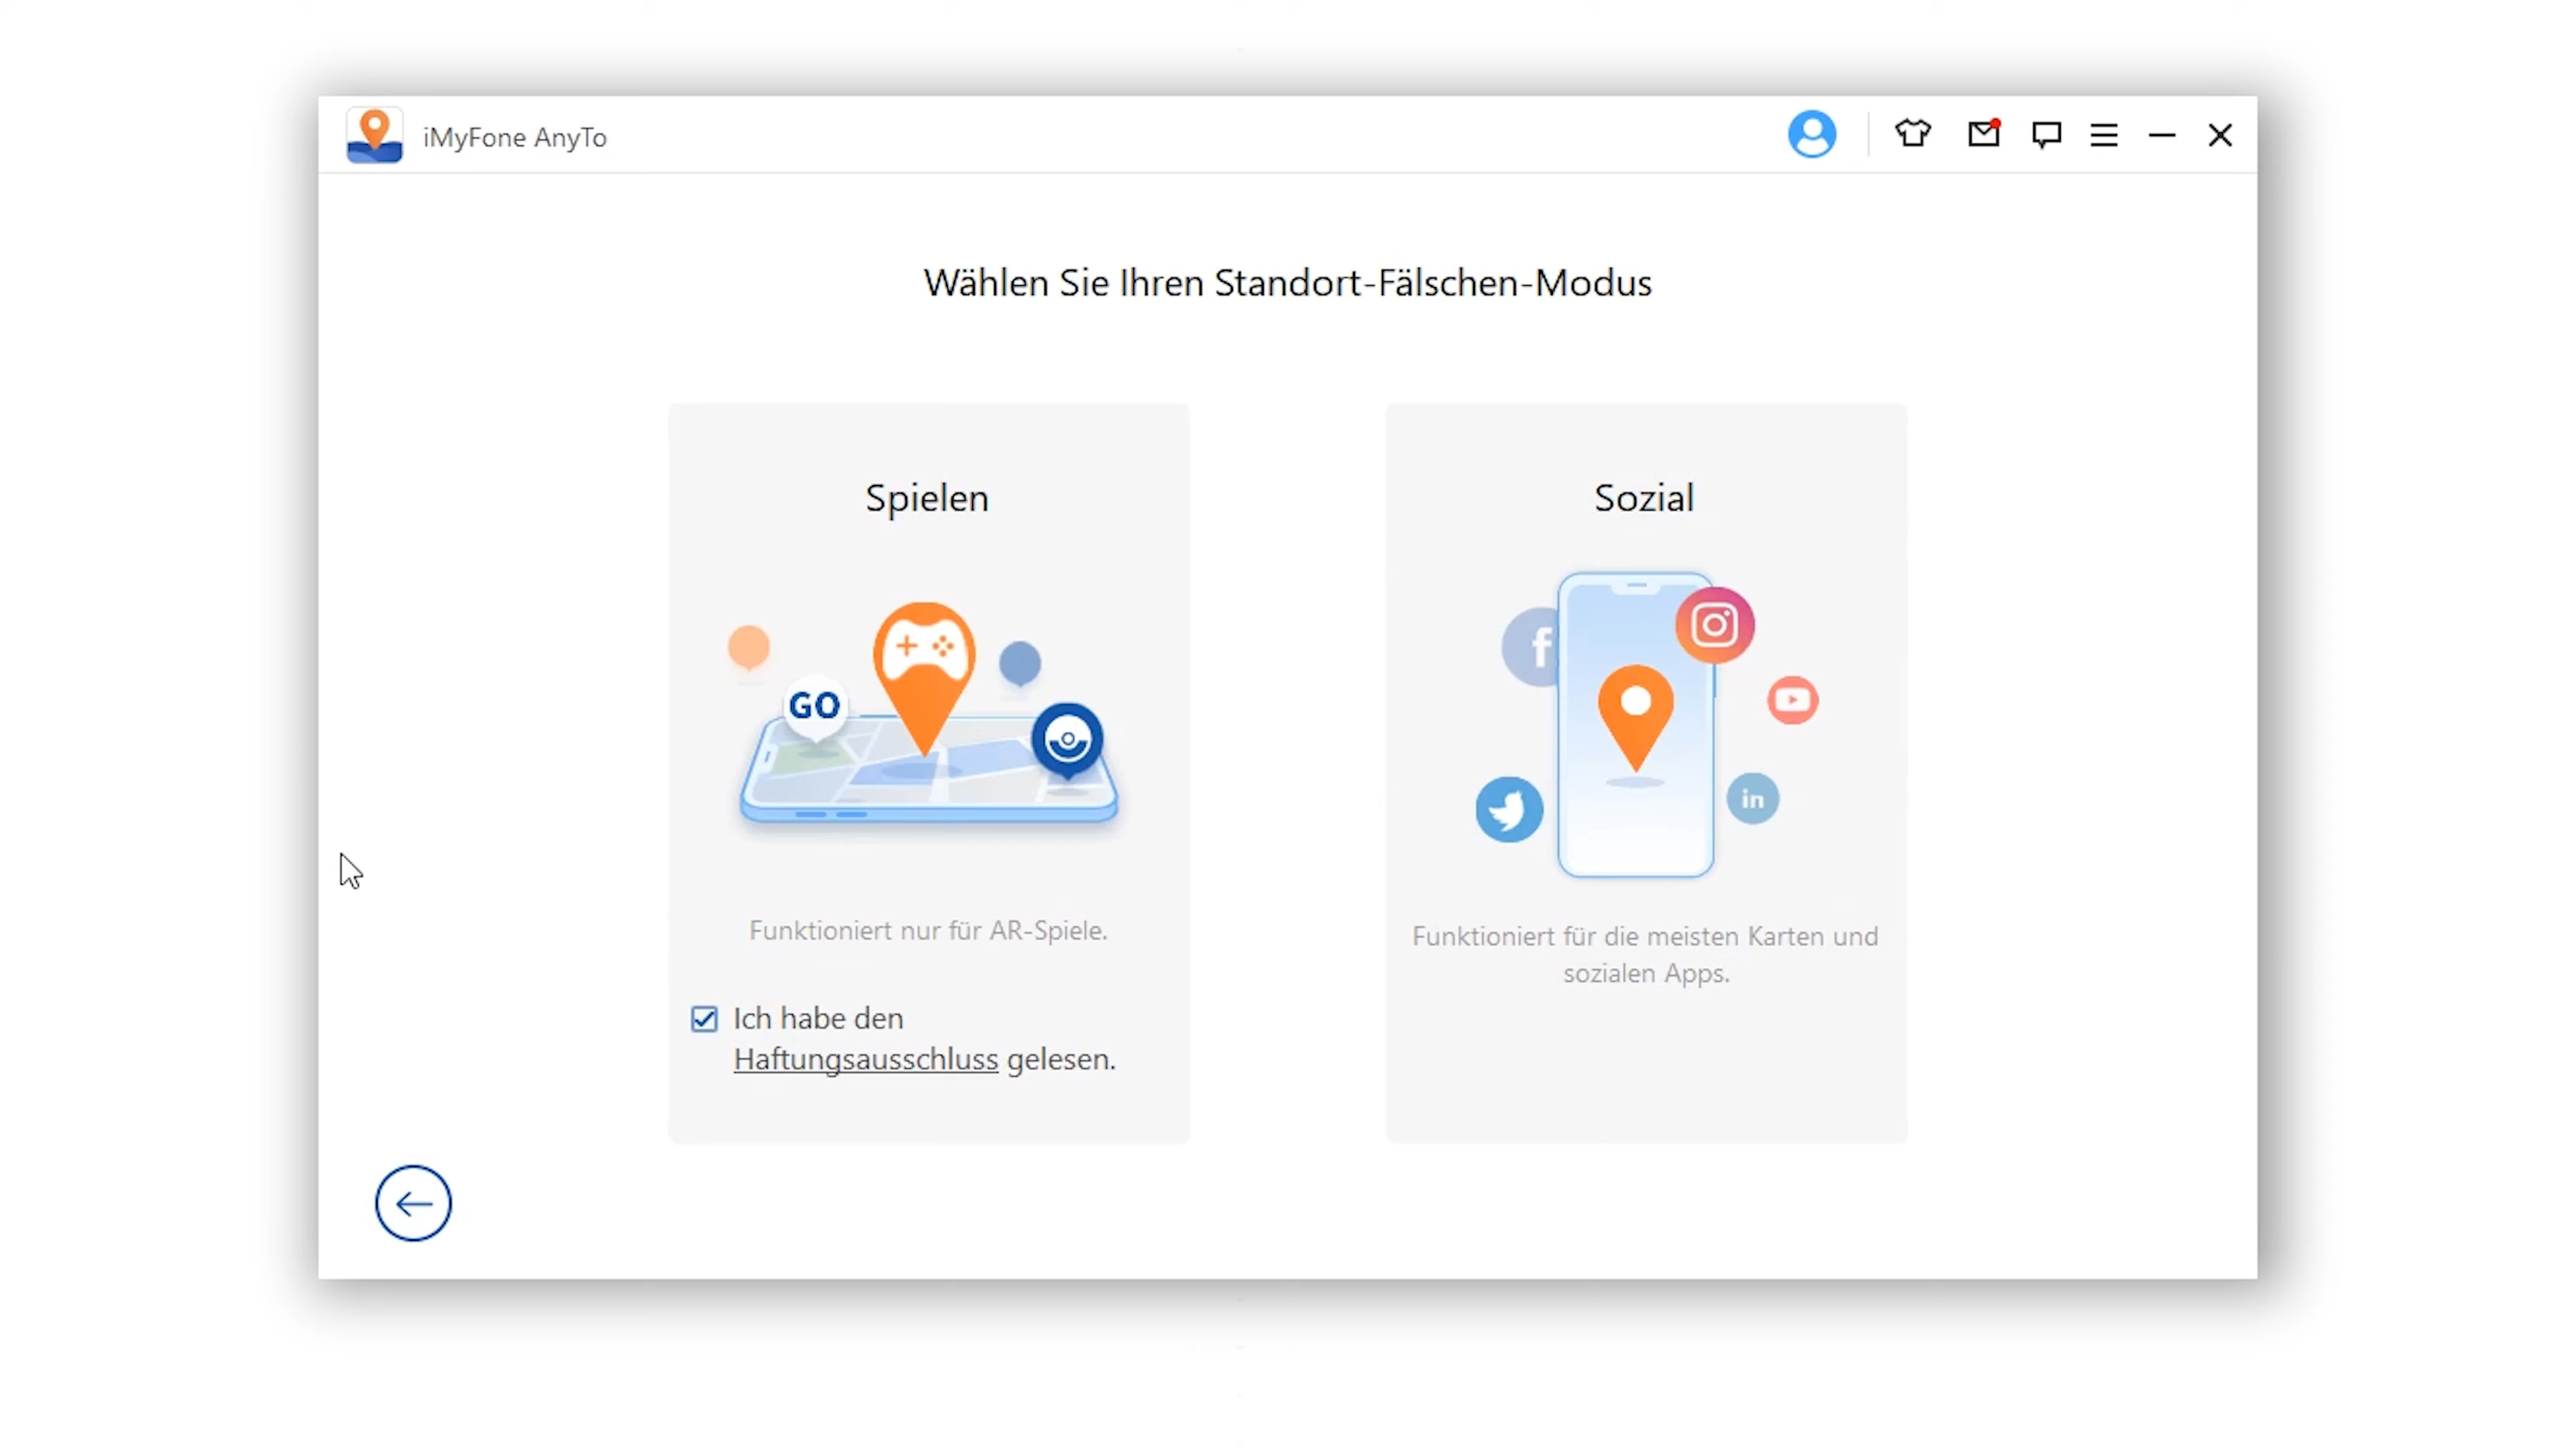 iMyFone AnyTo
Wählen Sie Ihren Standort-Fälschen-Modus
Spielen
GO
Funktioniert nur für AR-Spiele.
Ich habe den
Haftungsausschluss gelesen.
Sozial
f
in
Funktioniert für die meisten Karten und
sozialen Apps.